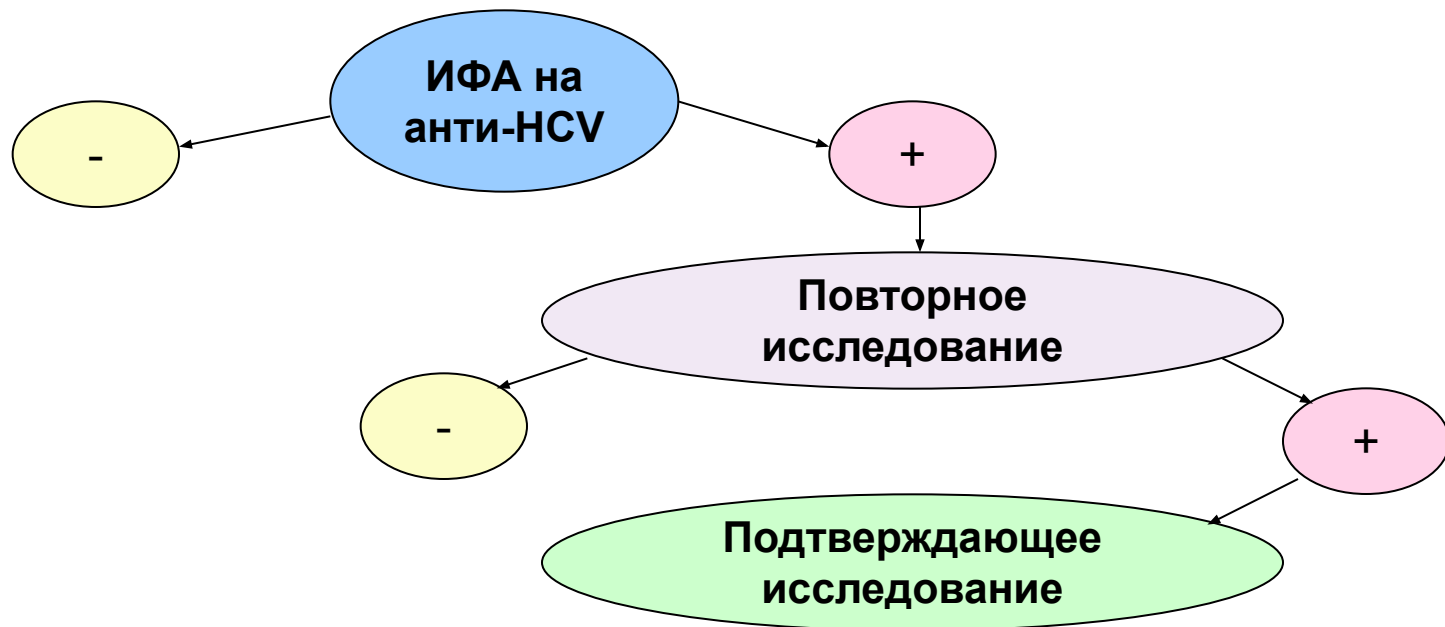 ИФА на
анти-HCV
-
+
Повторное
исследование
-
+
Подтверждающее
исследование